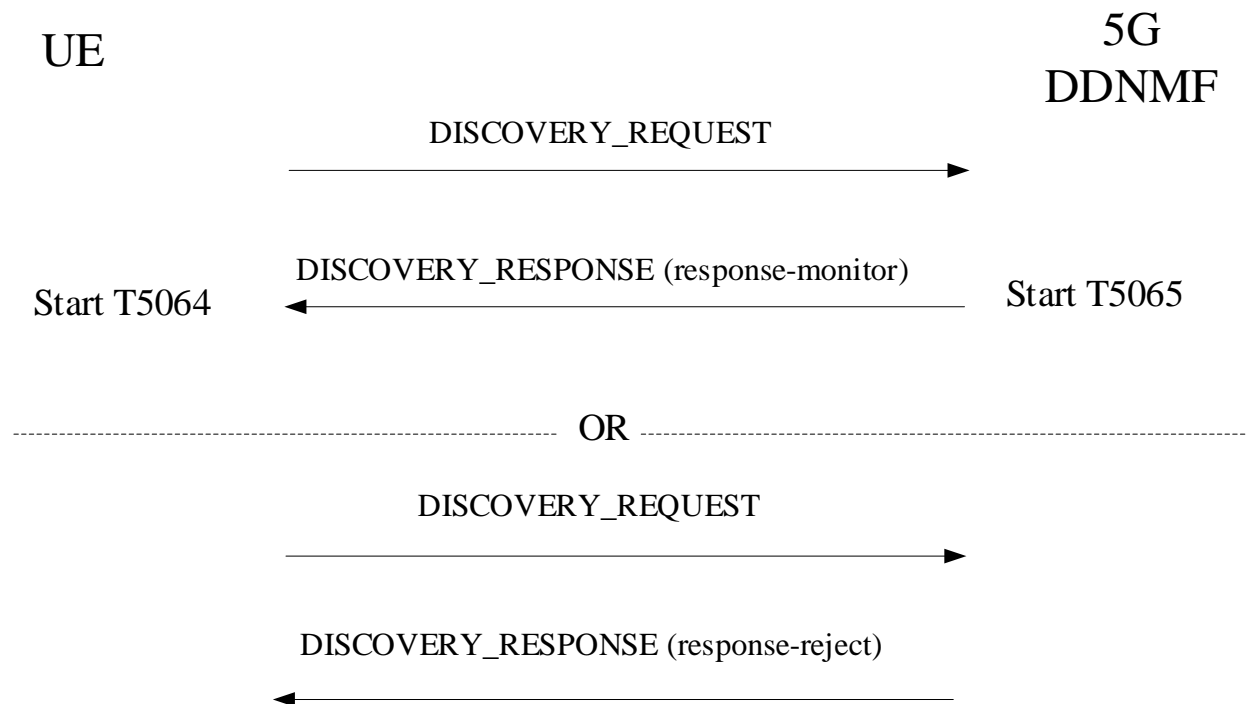 UE
5G
DDNMF
DISCOVERY_REQUEST
DISCOVERY_RESPONSE (response-monitor)
Start T5064
Start T5065
OR
DISCOVERY_REQUEST
DISCOVERY_RESPONSE (response-reject)